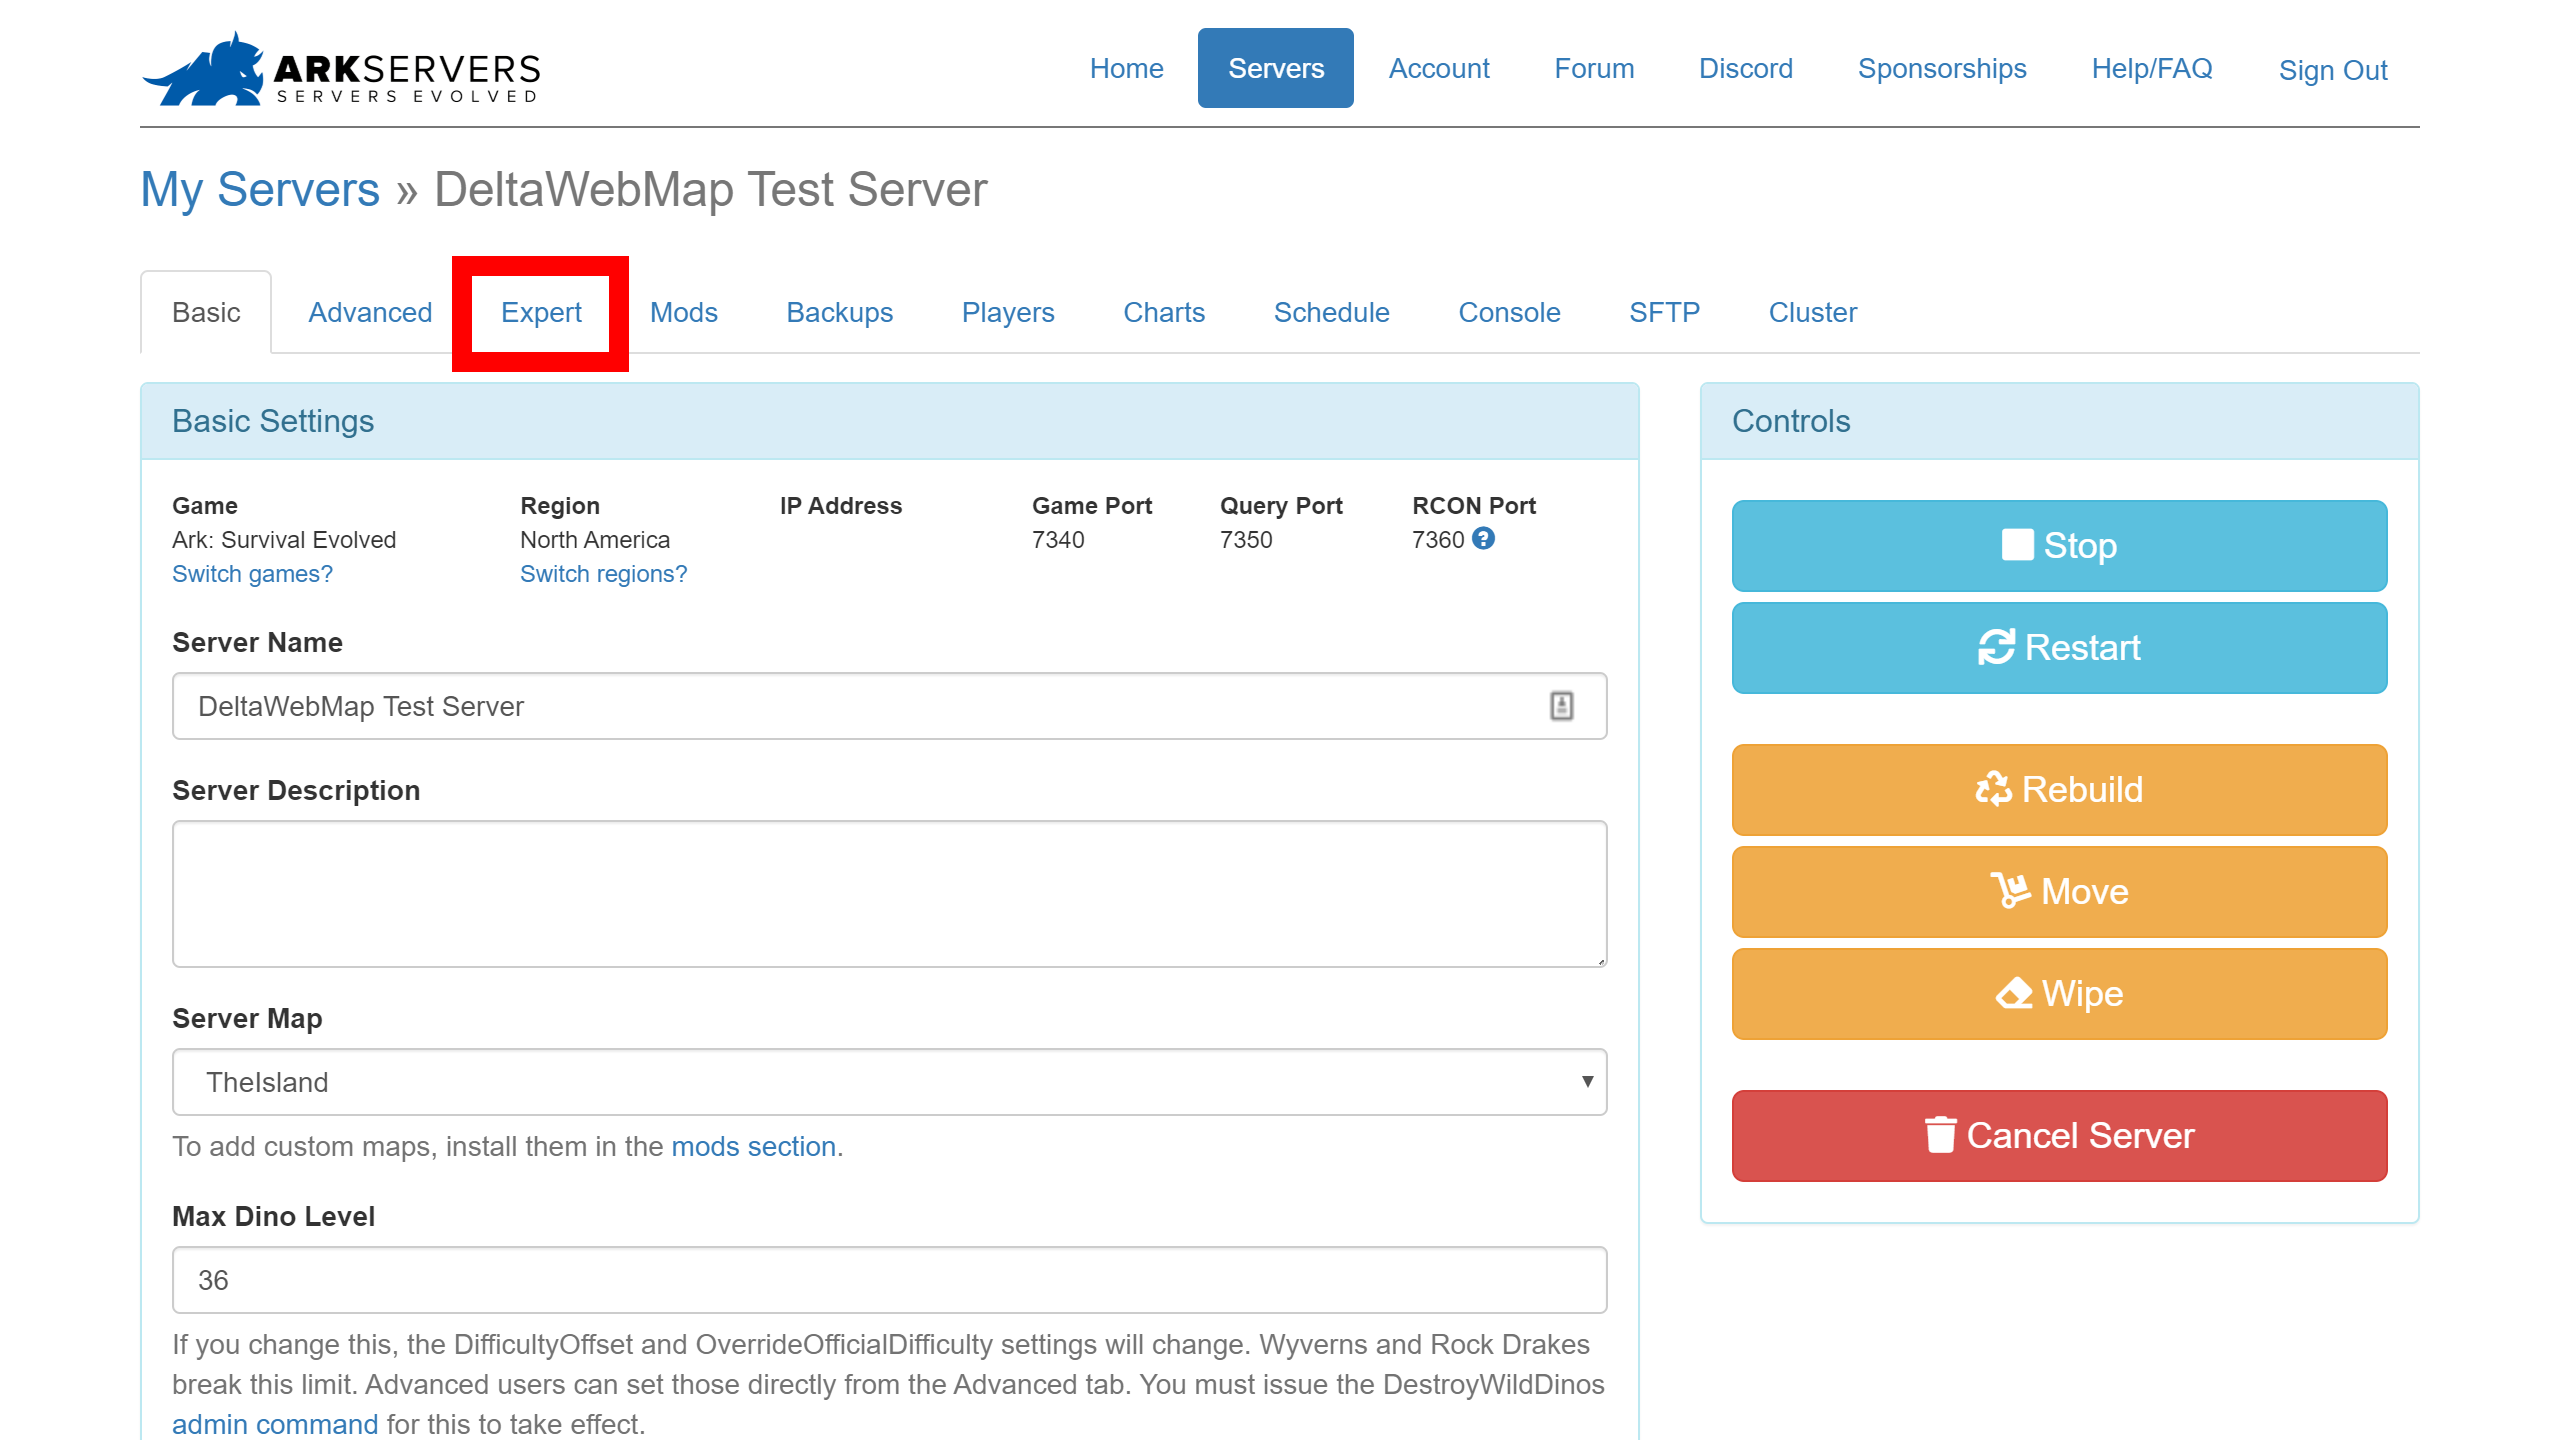 ARKSERVERS
SERVERS EVOLVED
Home Servers Account Forum Discord Sponsorships Help/FAQ Sign Out
My Servers » DeltaWebMap Test Server
Basic Advanced Expert Mods Backups Players Charts Schedule Console SFTP Cluster
Basic Settings
Game Region IP Address Game Port Query Port RCON Port
Ark: Survival Evolved North America 7340 7350 7360 ?
Switch games? Switch regions?
Server Name
DeltaWebMap Test Server
Server Description
Server Map
TheIsland
To add custom maps, install them in the mods section.
Max Dino Level
36
If you change this, the DifficultyOffset and OverrideOfficialDifficulty settings will change. Wyverns and Rock Drakes
break this limit. Advanced users can set those directly from the Advanced tab. You must issue the DestroyWildDinos
admin command for this to take effect.
Controls
Stop
Restart
Rebuild
Move
Wipe
Cancel Server